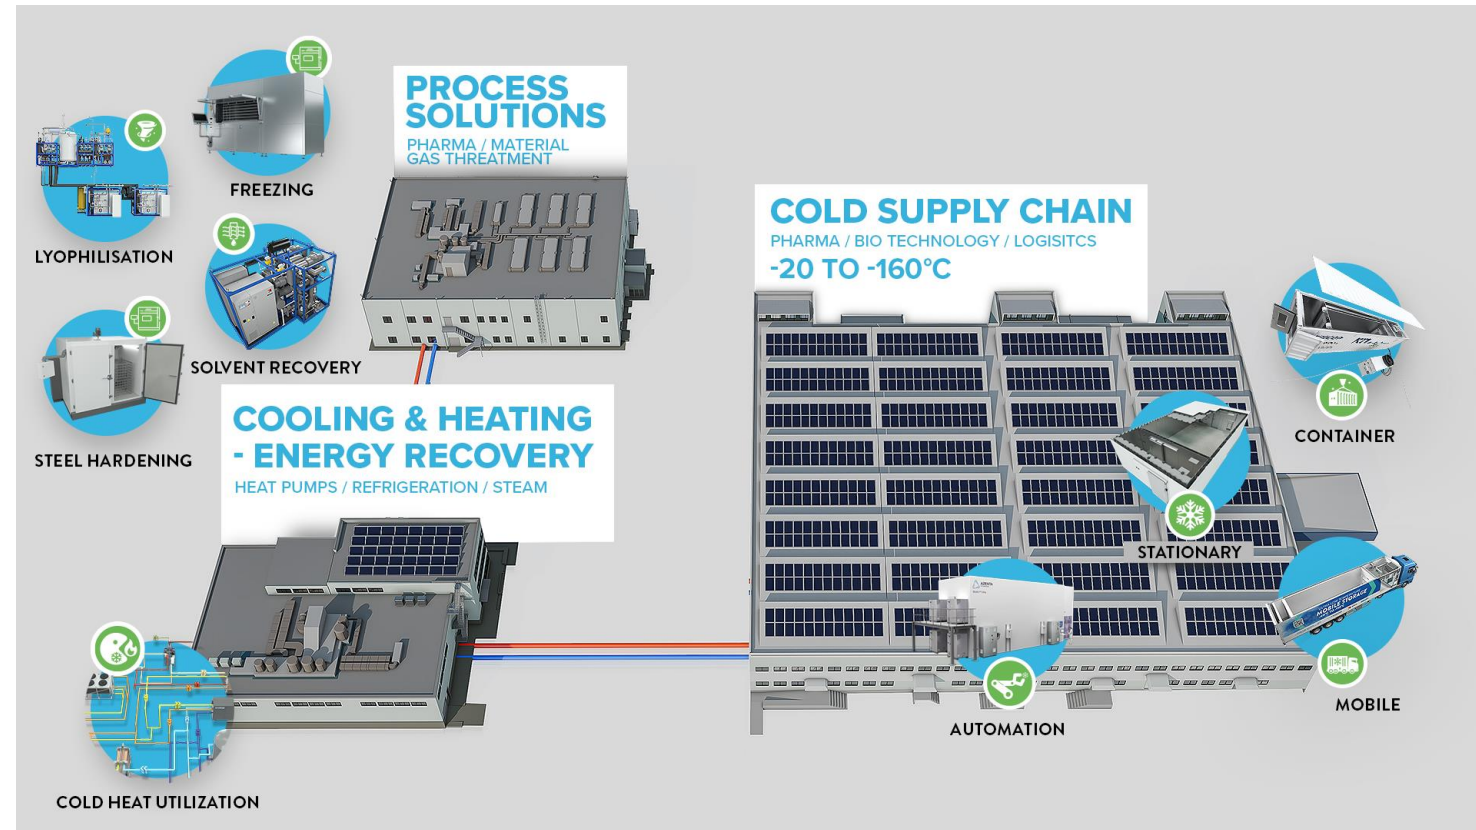 PROCESS
SOLUTIONS
PHARMA / MATERIAL
GAS THREATMENT
FREEZING
LYOPHILISATION
SOLVENT RECOVERY
STEEL HARDENING
COOLING & HEATING
- ENERGY RECOVERY
HEAT PUMPS / REFRIGERATION / STEAM
COLD HEAT UTILIZATION
COLD SUPPLY CHAIN
PHARMA / BIO TECHNOLOGY / LOGISITCS
-20 TO -160°C
CONTAINER
STATIONARY
MOBILE STORAGE
MOBILE
AUTOMATION